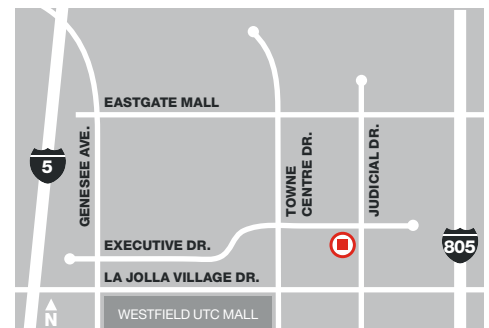 EASTGATE MALL
GENESEE AVE.
TOWNE
CENTRE DR.
JUDICIAL DR.
5
EXECUTIVE DR.
805
LA JOLLA VILLAGE DR.
N
WESTFIELD UTC MALL